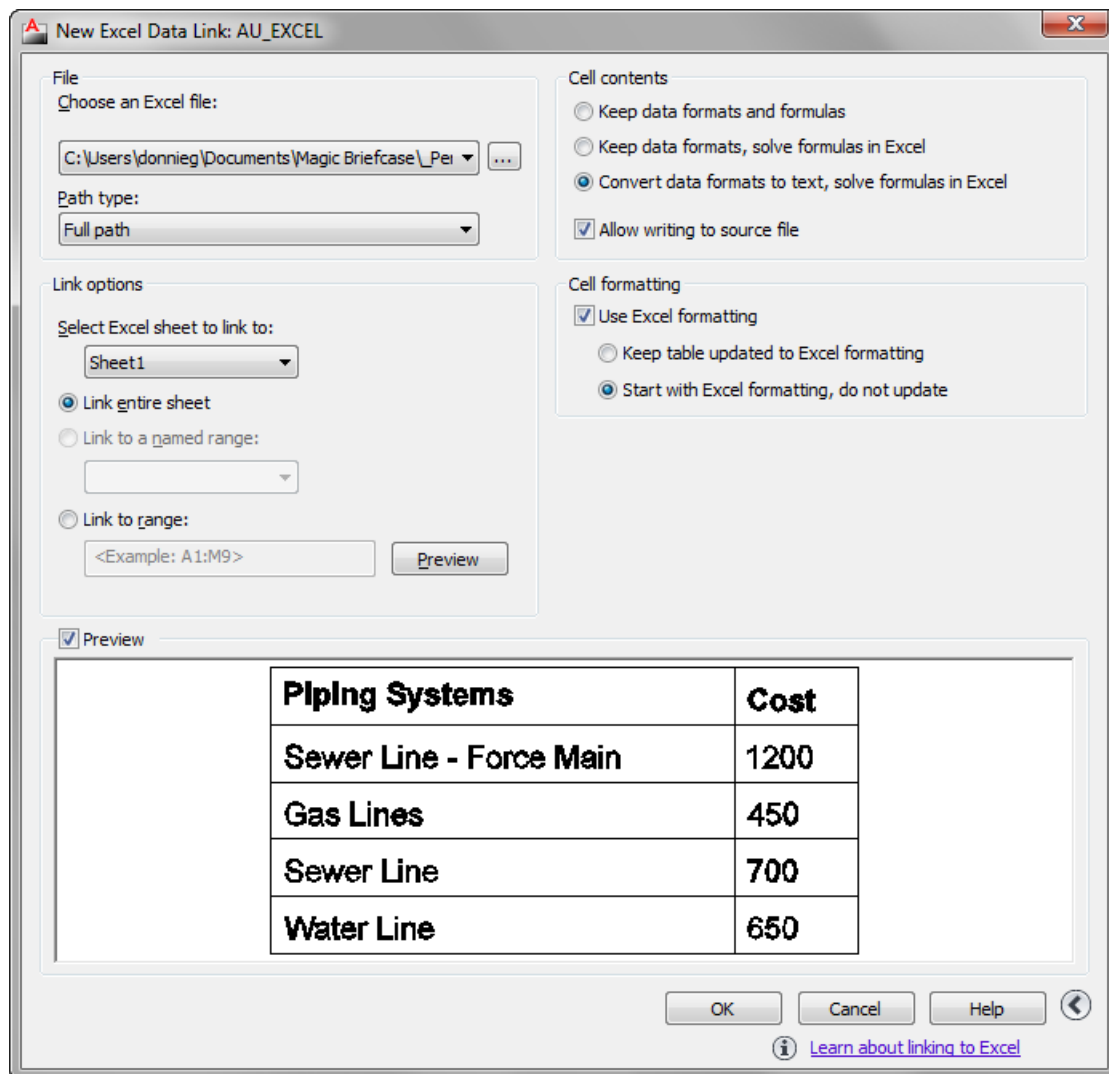 New Excel Data Link: AU_EXCEL
File
Choose an Excel file:
C:\Users\donnieg\Documents\Magic Briefcase\_Per
...
Path type:
Full path
Cell contents
Keep data formats and formulas
Keep data formats, solve formulas in Excel
Convert data formats to text, solve formulas in Excel
Allow writing to source file
Link options
Select Excel sheet to link to:
Sheet1
Link entire sheet
Link to a named range:
Link to range:
<Example: A1:M9>
Preview
Cell formatting
Use Excel formatting
Keep table updated to Excel formatting
Start with Excel formatting, do not update
Preview
Piping Systems Cost
Sewer Line - Force Main 1200
Gas Lines 450
Sewer Line 700
Water Line 650
OK Cancel Help
Learn about linking to Excel